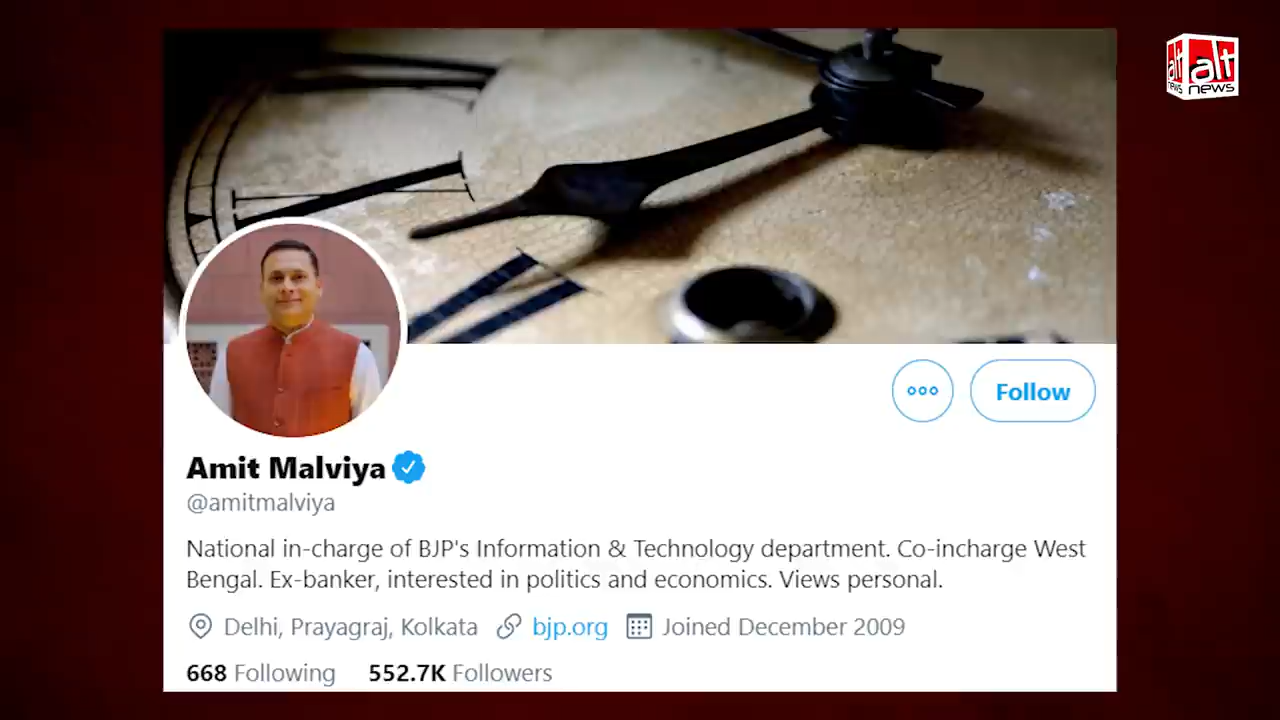 alt
news
alt
news
Follow
Amit Malviya
@amitmalviya
National in-charge of BJP's Information & Technology department. Co-incharge West
Bengal. Ex-banker, interested in politics and economics. Views personal.
Delhi, Prayagraj, Kolkata bjp.org Joined December 2009
668 Following 552.7K Followers